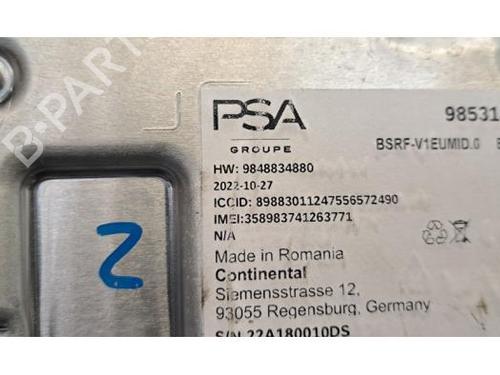 PSA
GROUPE
98531
BSRF-V1EUMID.0
HW: 9848834880
2022-10-27
ICCID: 89883011247556572490
IMEI:358983741263771
N/A
Made in Romania
Continental
Siemensstrasse 12,
93055 Regensburg, Germany
S/N 22A180010DS
2
B-PARTS